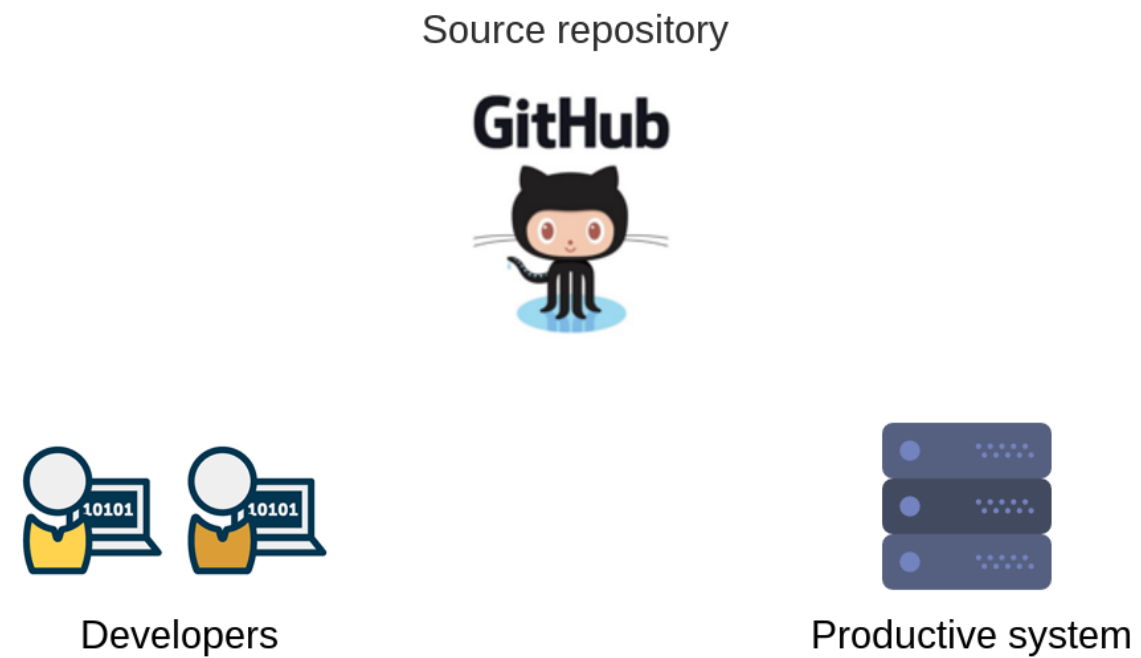 Source repository
GitHub
10101
10101
Developers
Productive system